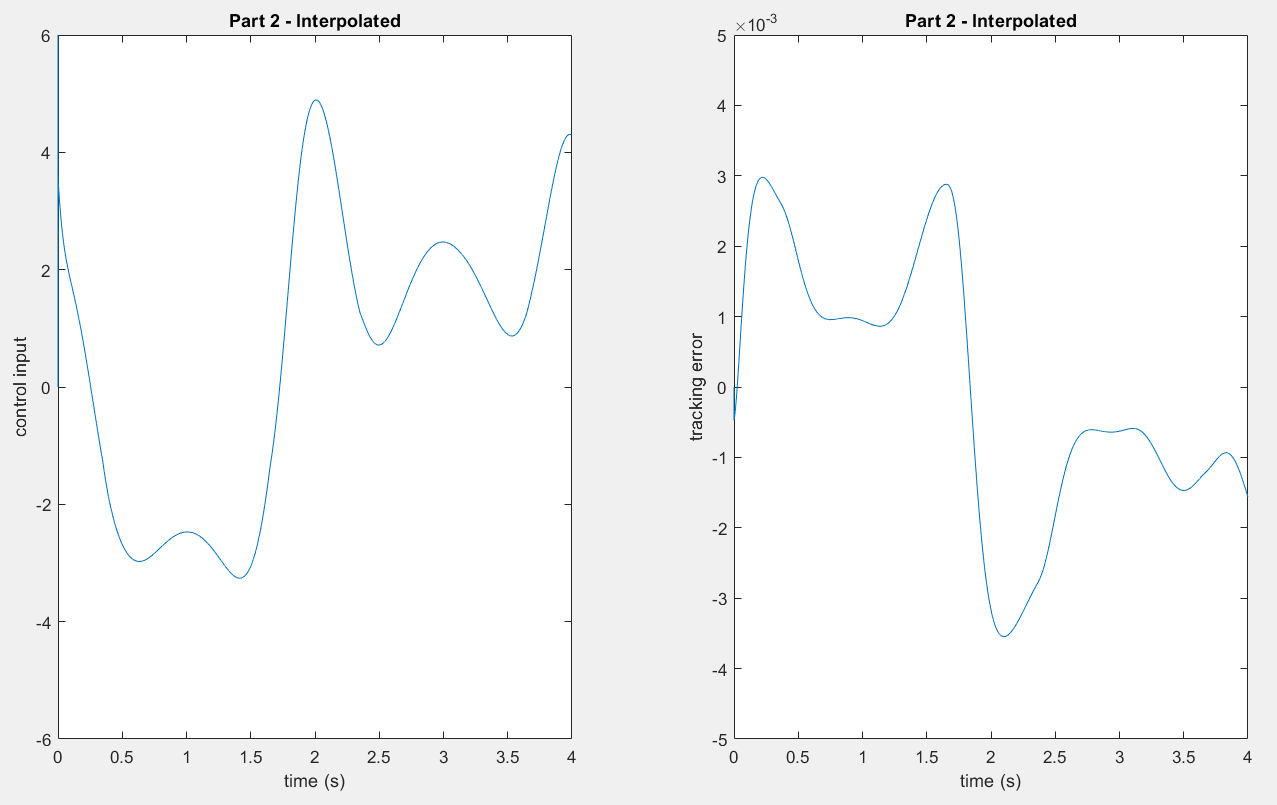 Part 2 - Interpolated
6
4
2
0
-2
-4
-6
control input
0 0.5 1 1.5 2 2.5 3 3.5 4
time (s)
Part 2 - Interpolated
×10⁻³
5
4
3
2
1
0
-1
-2
-3
-4
-5
tracking error
0 0.5 1 1.5 2 2.5 3 3.5 4
time (s)